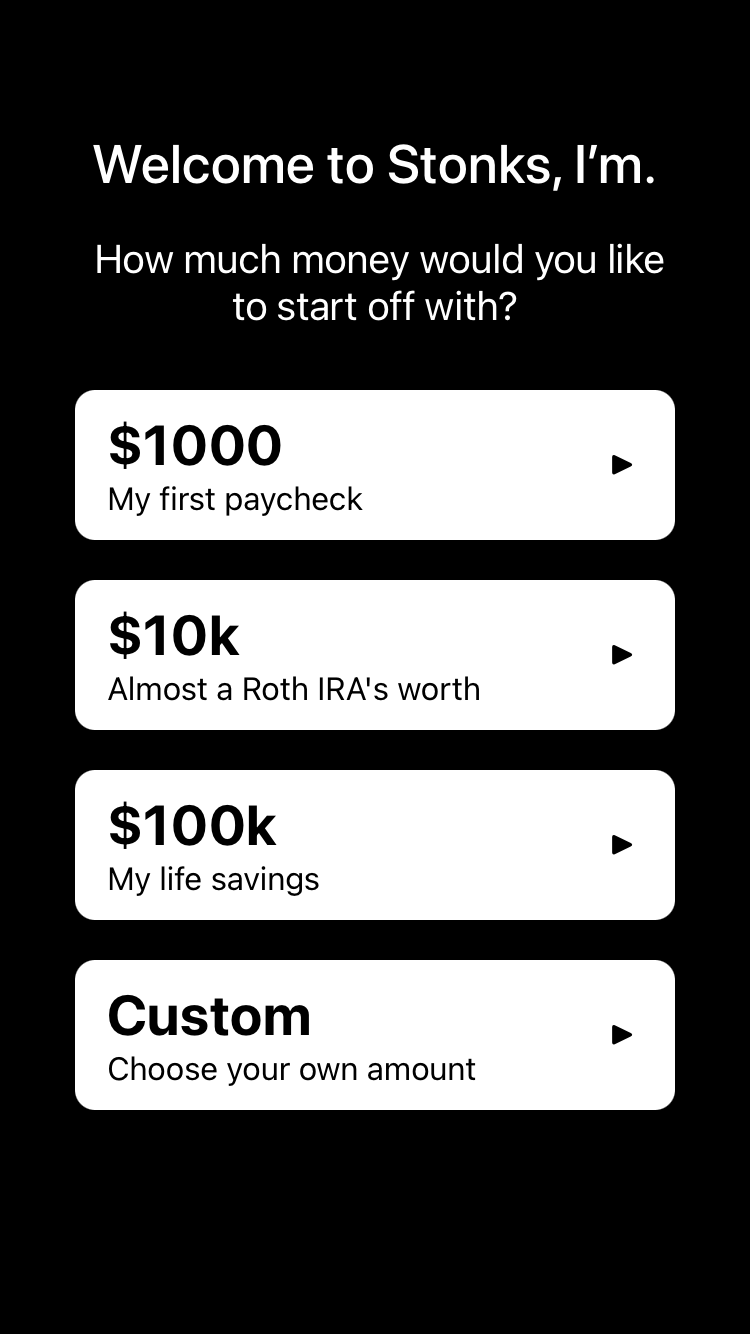 Welcome to Stonks, I’m.
How much money would you like
to start off with?
$1000
My first paycheck
$10k
Almost a Roth IRA's worth
$100k
My life savings
Custom
Choose your own amount